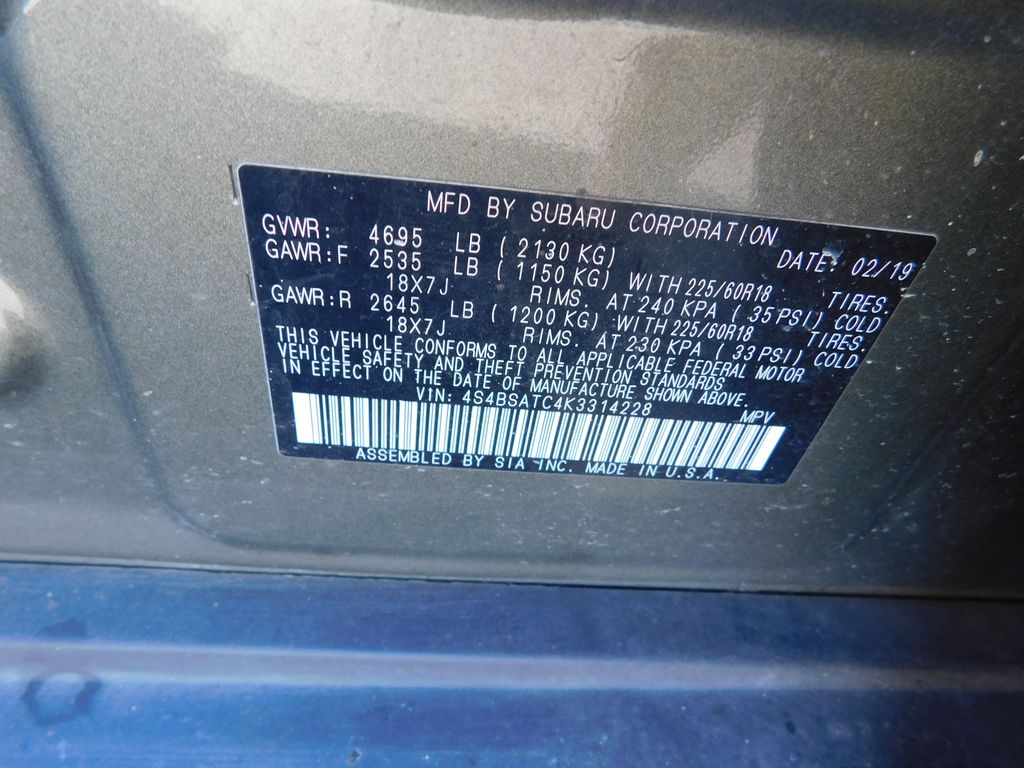 MFD BY SUBARU CORPORATION
GVWR: 4695 LB ( 2130 KG) DATE: 02/19
GAWR:F 2535 LB ( 1150 KG) WITH 225/60R18 TIRES.
18X7J RIMS. AT 240 KPA ( 35 PSI) COLD
GAWR:R 2645 LB ( 1200 KG) WITH 225/60R18 TIRES.
18X7J RIMS. AT 230 KPA ( 33 PSI) COLD.
THIS VEHICLE CONFORMS TO ALL APPLICABLE FEDERAL MOTOR
VEHICLE SAFETY AND THEFT PREVENTION STANDARDS
IN EFFECT ON THE DATE OF MANUFACTURE SHOWN ABOVE.
VIN: 4S4BSATC4K3314228 MPV
ASSEMBLED BY SIA INC. MADE IN U.S.A.